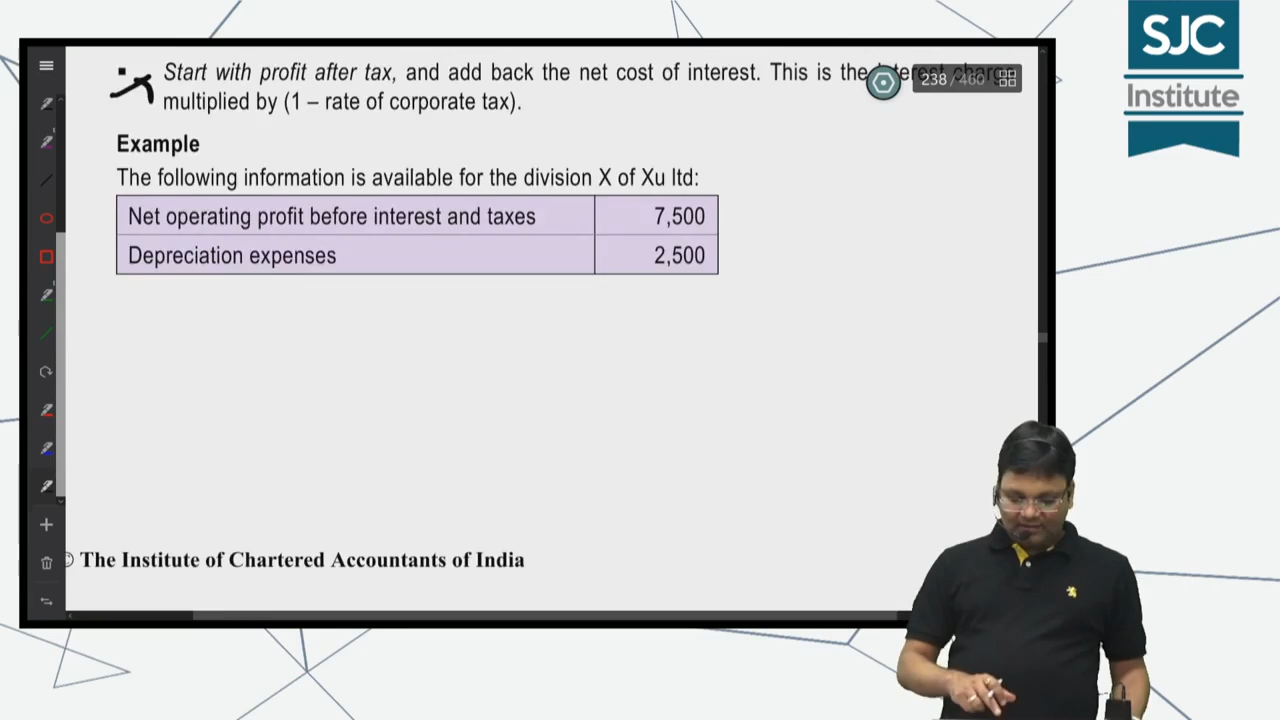 SJC
Institute
Start with profit after tax, and add back the net cost of interest. This is the interest charge
238 / 460
multiplied by (1 – rate of corporate tax).
Example
The following information is available for the division X of Xu ltd:
Net operating profit before interest and taxes 7,500
Depreciation expenses 2,500
© The Institute of Chartered Accountants of India